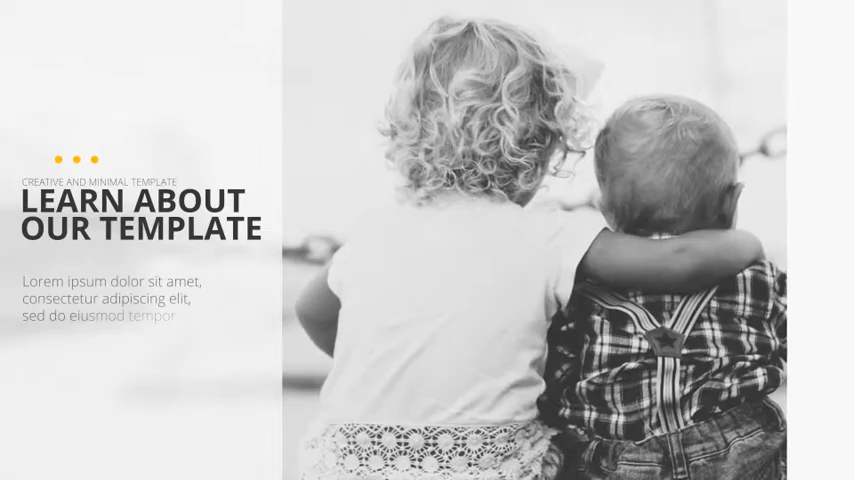 CREATIVE AND MINIMAL TEMPLATE
LEARN ABOUT
OUR TEMPLATE
Lorem ipsum dolor sit amet,
consectetur adipiscing elit,
sed do eiusmod tempor